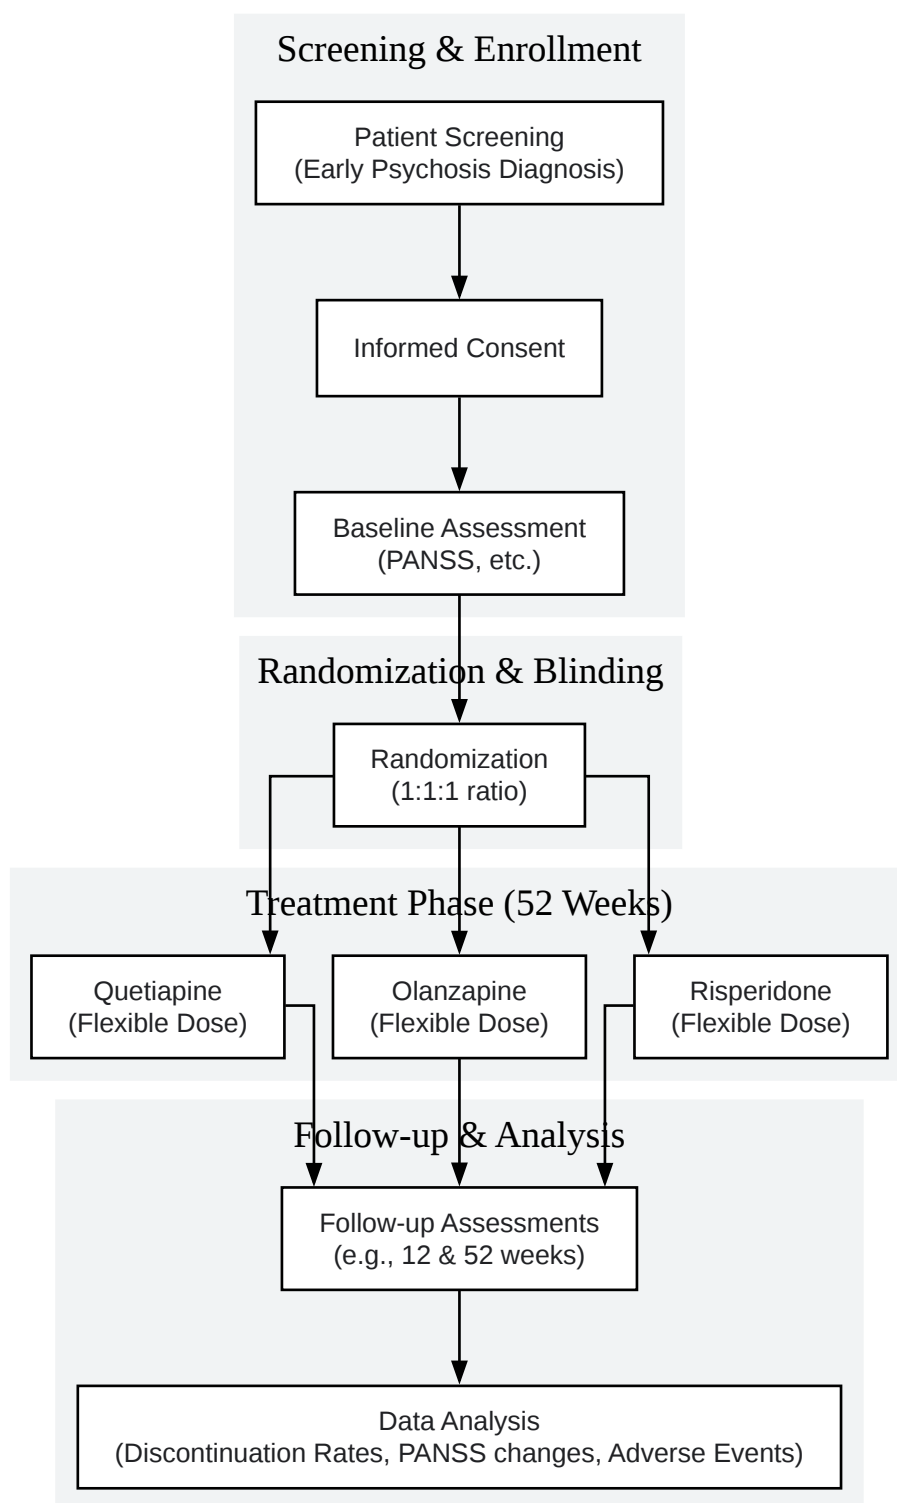 Screening & Enrollment
Patient Screening
(Early Psychosis Diagnosis)
Informed Consent
Baseline Assessment
(PANSS, etc.)
Randomization & Blinding
Randomization
(1:1:1 ratio)
Treatment Phase (52 Weeks)
Quetiapine
(Flexible Dose)
Olanzapine
(Flexible Dose)
Risperidone
(Flexible Dose)
Follow-up & Analysis
Follow-up Assessments
(e.g., 12 & 52 weeks)
Data Analysis
(Discontinuation Rates, PANSS changes, Adverse Events)